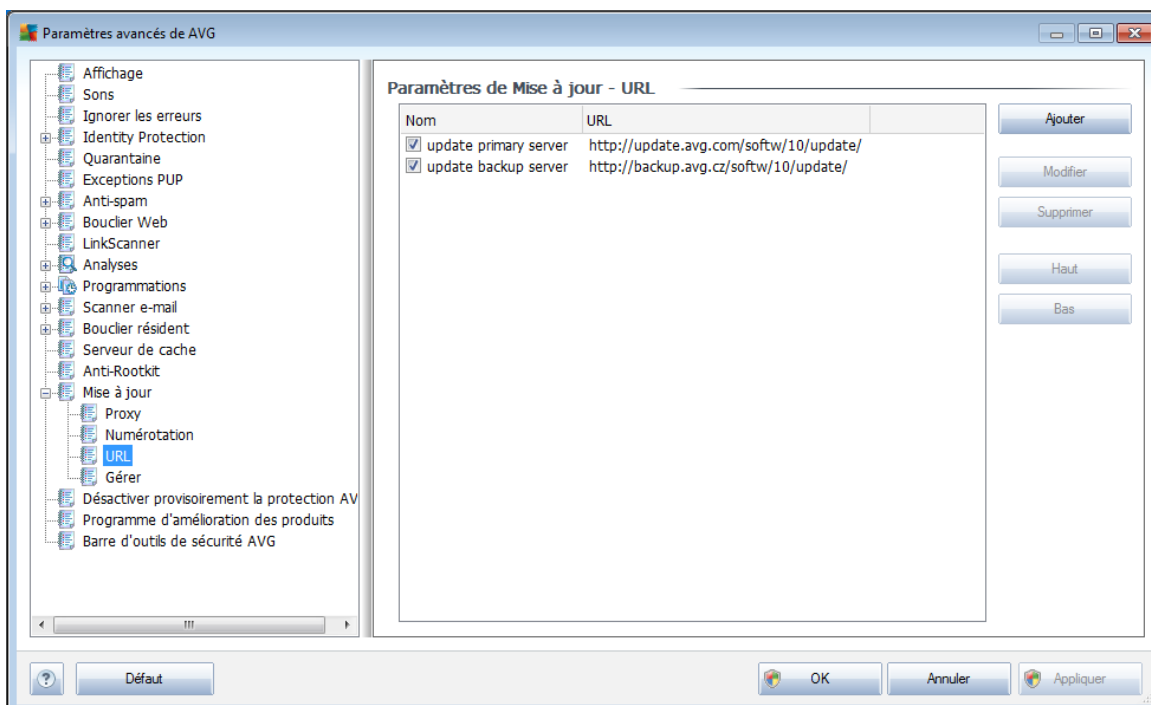 Paramètres avancés de AVG
Affichage
Sons
Ignorer les erreurs
Identity Protection
Quarantaine
Exceptions PUP
Anti-spam
Bouclier Web
LinkScanner
Analyses
Programmations
Scanner e-mail
Bouclier résident
Serveur de cache
Anti-Rootkit
Mise à jour
Proxy
Numérotation
URL
Gérer
Désactiver provisoirement la protection AV
Programme d'amélioration des produits
Barre d'outils de sécurité AVG
Paramètres de Mise à jour - URL
Nom URL
update primary server http://update.avg.com/softw/10/update/
update backup server http://backup.avg.cz/softw/10/update/
Ajouter
Modifier
Supprimer
Haut
Bas
? Défaut OK Annuler Appliquer